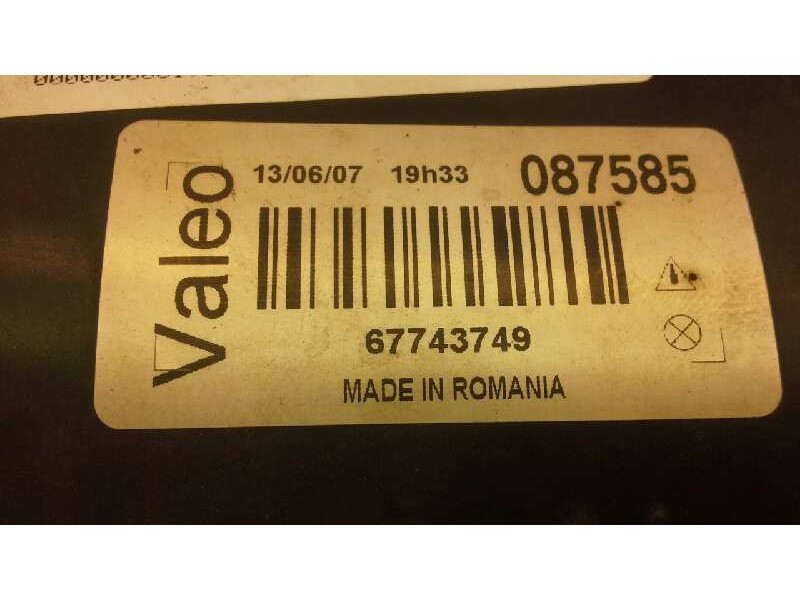 Valeo
13/06/07 19h33 087585
67743749
MADE IN ROMANIA